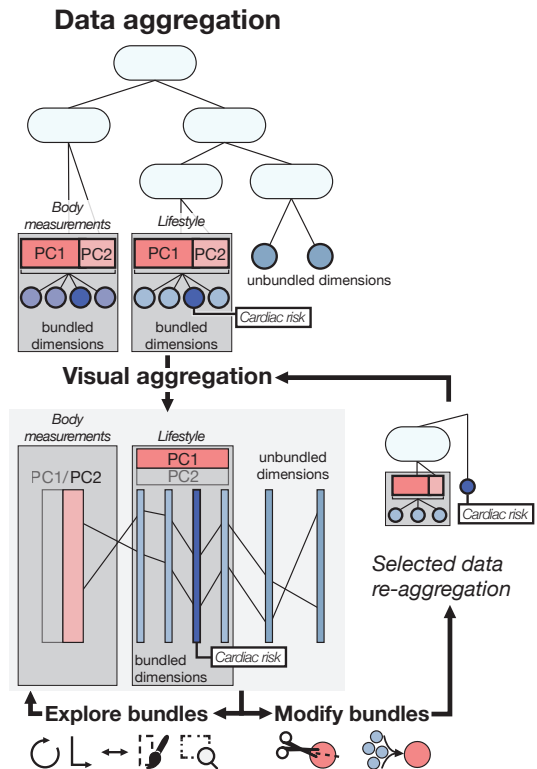 Data aggregation
Body
measurements
Lifestyle
PC1
PC2
PC1
PC2
unbundled dimensions
bundled
dimensions
bundled
dimensions
Cardiac risk
Visual aggregation
Body
measurements
Lifestyle
unbundled
dimensions
PC1/PC2
PC1
PC2
bundled
dimensions
Cardiac risk
Cardiac risk
Selected data
re-aggregation
Explore bundles
Modify bundles